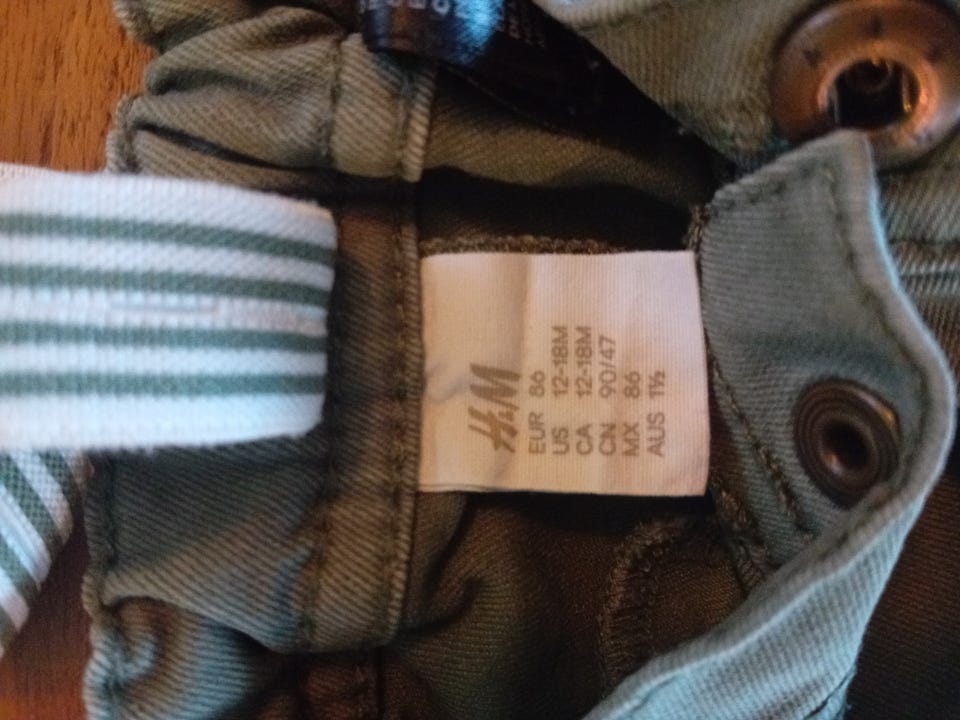 H&M
EUR 86
US 12-18M
CA 12-18M
CN 90/47
MX 86
AUS 1½